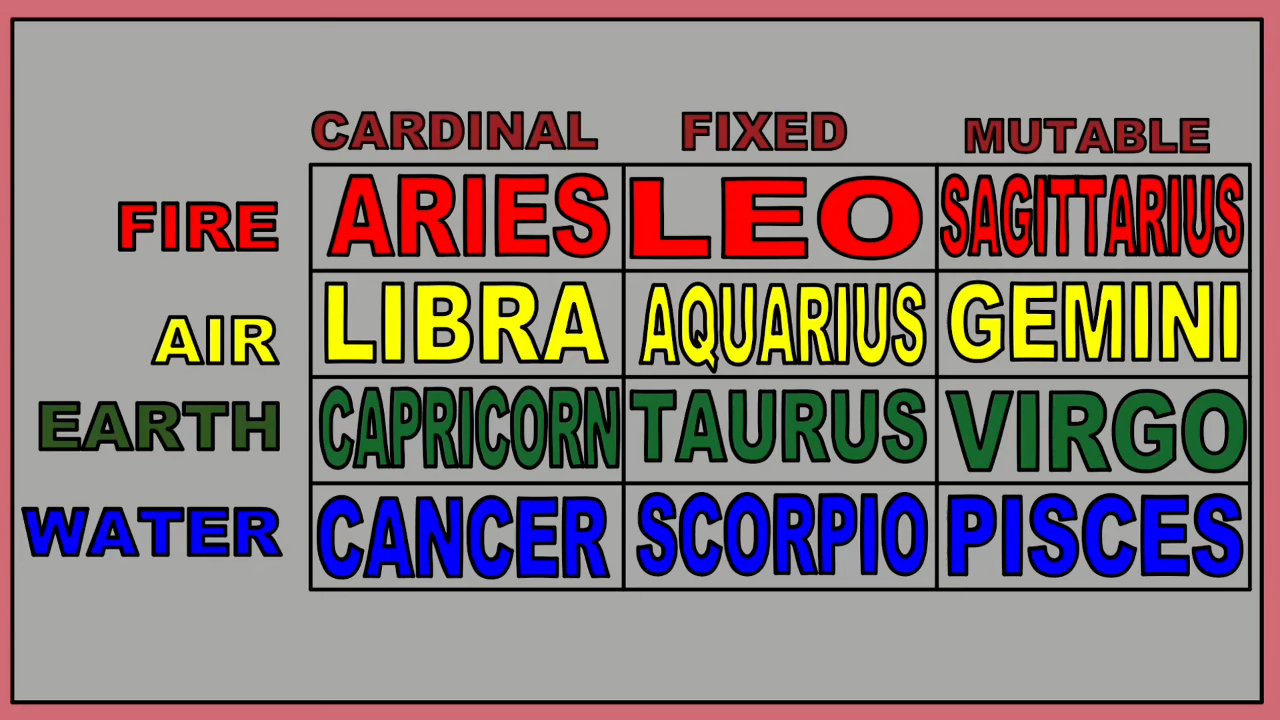 CARDINAL FIXED MUTABLE
FIRE ARIES LEO SAGITTARIUS
AIR LIBRA AQUARIUS GEMINI
EARTH CAPRICORN TAURUS VIRGO
WATER CANCER SCORPIO PISCES